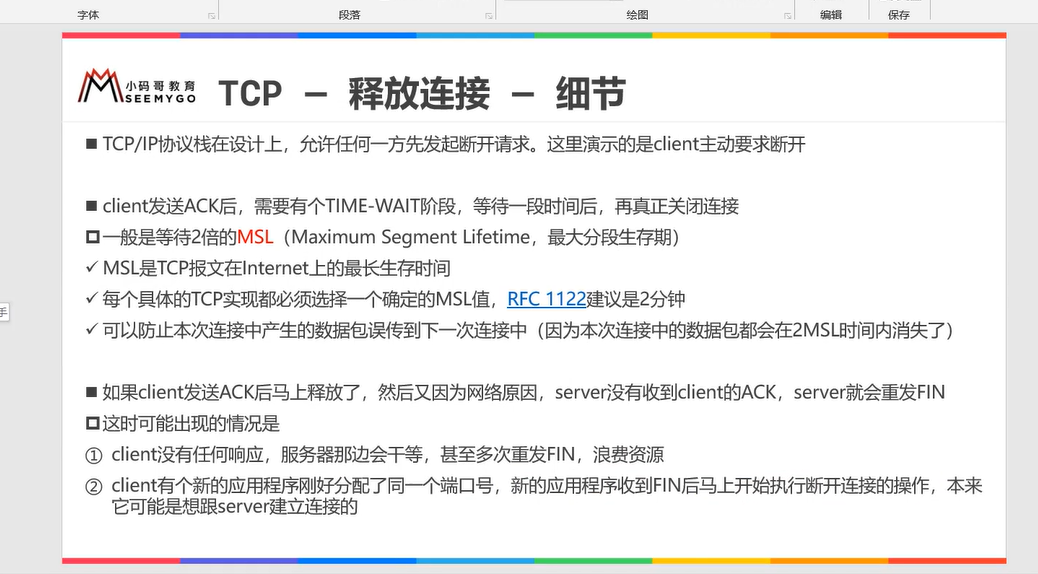 字体 段落 绘图 编辑 保存
小码哥教育
SEEMYGO
TCP － 释放连接 － 细节
■ TCP/IP协议栈在设计上，允许任何一方先发起断开请求。这里演示的是client主动要求断开
■ client发送ACK后，需要有个TIME-WAIT阶段，等待一段时间后，再真正关闭连接
一般是等待2倍的MSL（Maximum Segment Lifetime，最大分段生存期）
✓ MSL是TCP报文在Internet上的最长生存时间
✓ 每个具体的TCP实现都必须选择一个确定的MSL值，RFC 1122建议是2分钟
✓ 可以防止本次连接中产生的数据包误传到下一次连接中（因为本次连接中的数据包都会在2MSL时间内消失了）
■ 如果client发送ACK后马上释放了，然后又因为网络原因，server没有收到client的ACK，server就会重发FIN
这时可能出现的情况是
① client没有任何响应，服务器那边会干等，甚至多次重发FIN，浪费资源
② client有个新的应用程序刚好分配了同一个端口号，新的应用程序收到FIN后马上开始执行断开连接的操作，本来
它可能是想跟server建立连接的